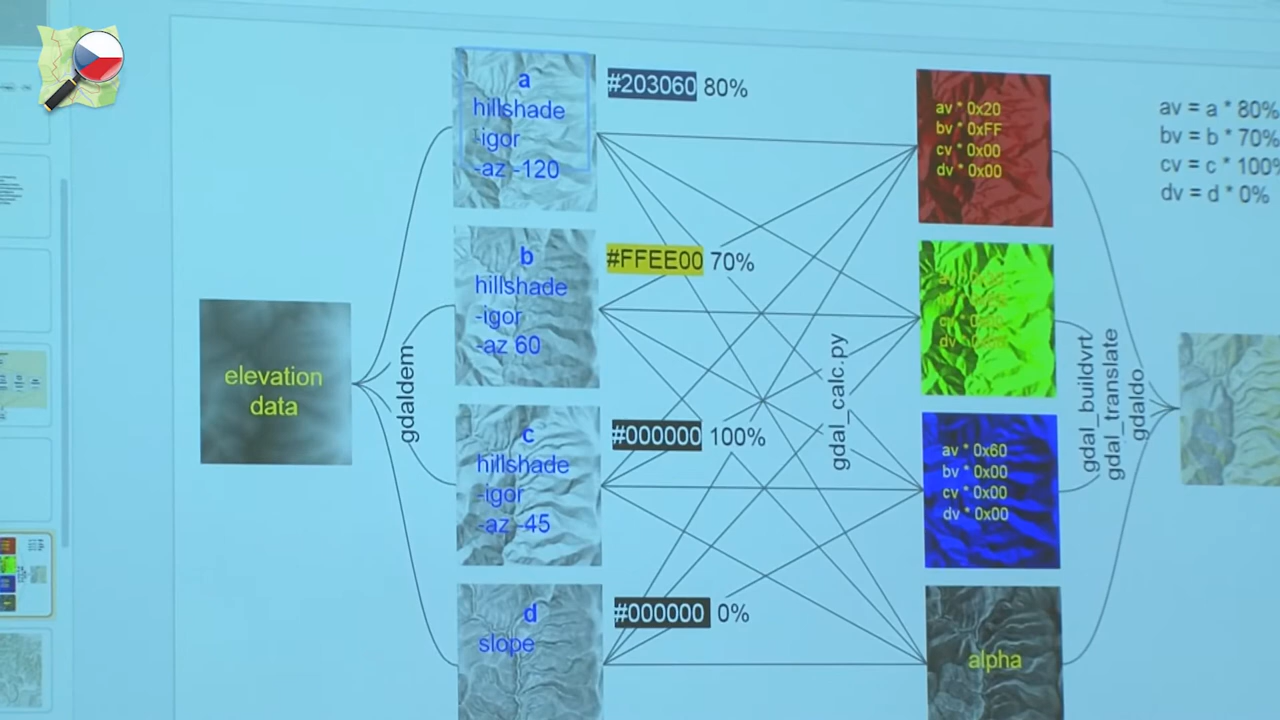 elevation
data
gdaldem
a
hillshade
-igor
-az -120
#203060 80%
b
hillshade
-igor
-az 60
#FFEE00 70%
c
hillshade
-igor
-az -45
#000000 100%
d
slope
#000000 0%
gdal_calc.py
av * 0x20
bv * 0xFF
cv * 0x00
dv * 0x00
av * 0x60
bv * 0x00
cv * 0x00
dv * 0x00
alpha
gdal_buildvrt
gdal_translate
gdaldo
av = a * 80%
bv = b * 70%
cv = c * 100%
dv = d * 0%